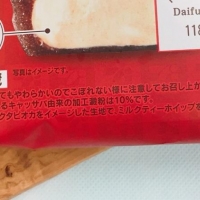 Daifu
118
写真はイメージです。
てもやわらかいのでこぼれない様に注意してお召し上が
るキャッサバ由来の加工澱粉は10%です。
クタピオカをイメージした生地で、ミルクティーホイップを